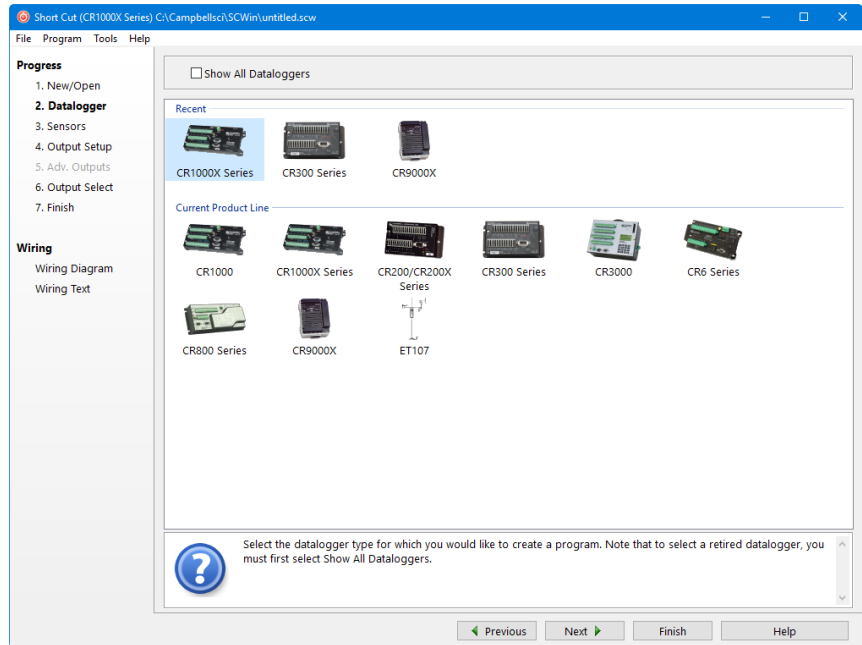 Short Cut (CR1000X Series) C:\Campbellsci\SCWin\untitled.scw
File Program Tools Help
Progress
1. New/Open
2. Datalogger
3. Sensors
4. Output Setup
5. Adv. Outputs
6. Output Select
7. Finish
Wiring
Wiring Diagram
Wiring Text
Show All Dataloggers
Recent
CR1000X Series CR300 Series CR9000X
Current Product Line
CR1000 CR1000X Series CR200/CR200X CR300 Series CR3000 CR6 Series
Series
CR800 Series CR9000X ET107
Select the datalogger type for which you would like to create a program. Note that to select a retired datalogger, you
must first select Show All Dataloggers.
Previous Next Finish Help